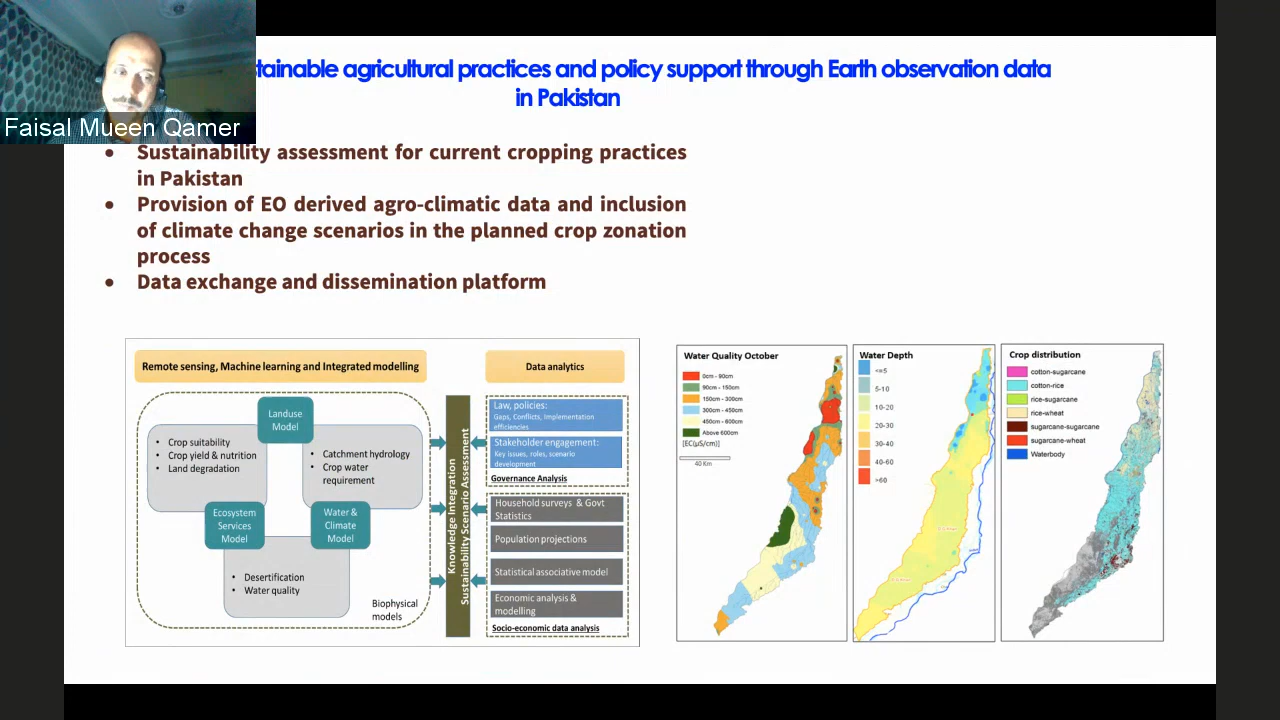 stainable agricultural practices and policy support through Earth observation data
in Pakistan
Faisal Mueen Qamer
• Sustainability assessment for current cropping practices
in Pakistan
• Provision of EO derived agro-climatic data and inclusion
of climate change scenarios in the planned crop zonation
process
• Data exchange and dissemination platform
Remote sensing, Machine learning and Integrated modelling
Landuse
Model
• Crop suitability
• Crop yield & nutrition
• Land degradation
• Catchment hydrology
• Crop water
requirement
Ecosystem
Services
Model
Water &
Climate
Model
• Desertification
• Water quality
Biophysical
models
Knowledge Integration
Sustainability Scenario Assessment
Data analytics
Law, policies:
Gaps, Conflicts, Implementation
efficiencies
Stakeholder engagement:
Key issues, roles, scenario
development
Governance Analysis
Household surveys & Govt
Statistics
Population projections
Statistical associative model
Economic analysis &
modelling
Socio-economic data analysis
Water Quality October
0cm - 90cm
90cm - 150cm
150cm - 300cm
300cm - 450cm
450cm - 600cm
Above 600cm
[EC(µS/cm)]
40 Km
Water Depth
<=5
5-10
10-20
20-30
30-40
40-60
>60
Crop distribution
cotton-sugarcane
cotton-rice
rice-sugarcane
rice-wheat
sugarcane-sugarcane
sugarcane-wheat
Waterbody